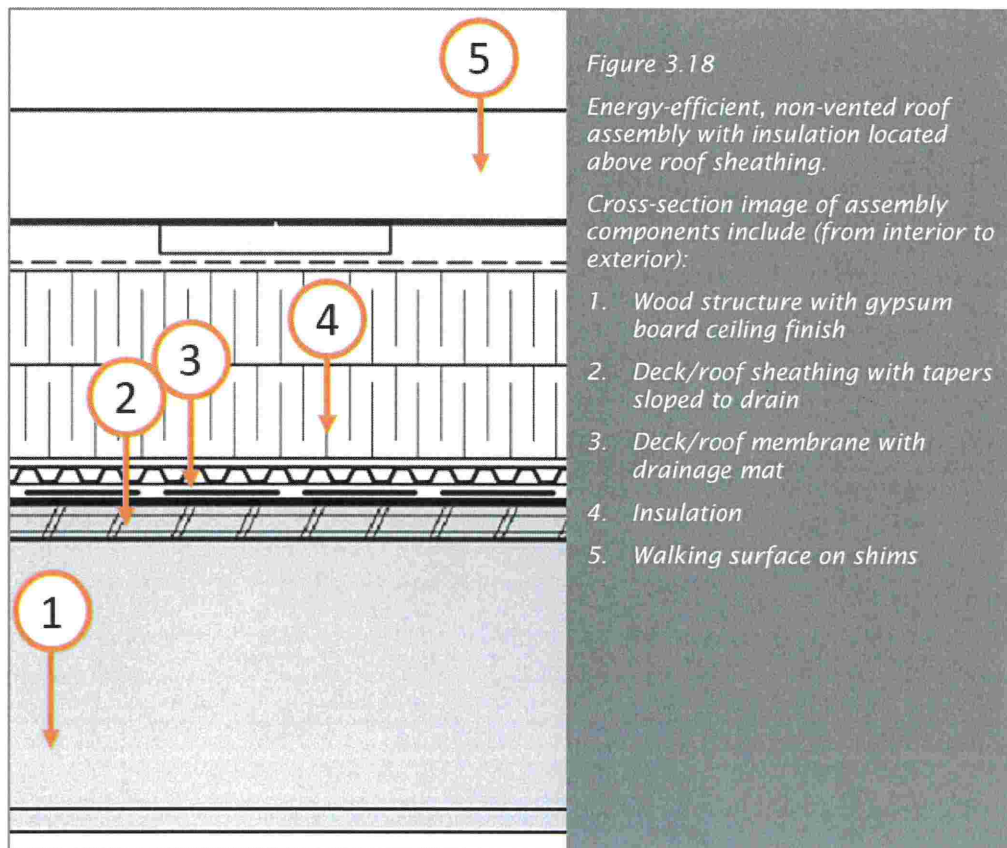 5
4
3
2
1
Figure 3.18
Energy-efficient, non-vented roof
assembly with insulation located
above roof sheathing.
Cross-section image of assembly
components include (from interior to
exterior):
1. Wood structure with gypsum
board ceiling finish
2. Deck/roof sheathing with tapers
sloped to drain
3. Deck/roof membrane with
drainage mat
4. Insulation
5. Walking surface on shims